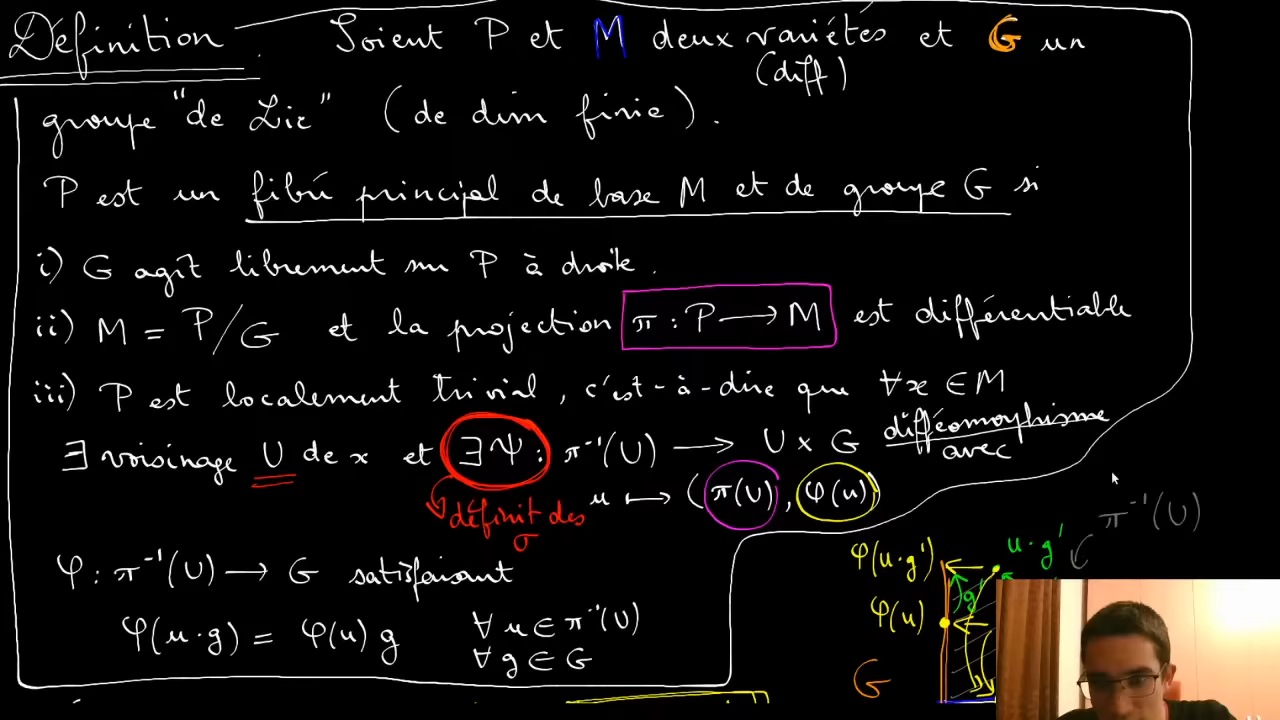 Définition. Soient P et M deux variétés et G un
(diff)
groupe "de Lie" (de dim finie).
P est un fibré principal de base M et de groupe G si
i) G agit librement sur P à droite.
ii) M = P/G et la projection π : P ⟶ M est différentiable
iii) P est localement trivial, c'est-à-dire que ∀x ∈ M
∃ voisinage U de x et ∃Ψ : π⁻¹(U) ⟶ U × G difféomorphisme
avec
u ⟼ (π(U), φ(u))
définit des
σ
φ : π⁻¹(U) ⟶ G satisfaisant
φ(u·g) = φ(u) g ∀ u ∈ π⁻¹(U)
∀ g ∈ G
π⁻¹(U)
φ(u·g') u·g'
g'
φ(u)
G